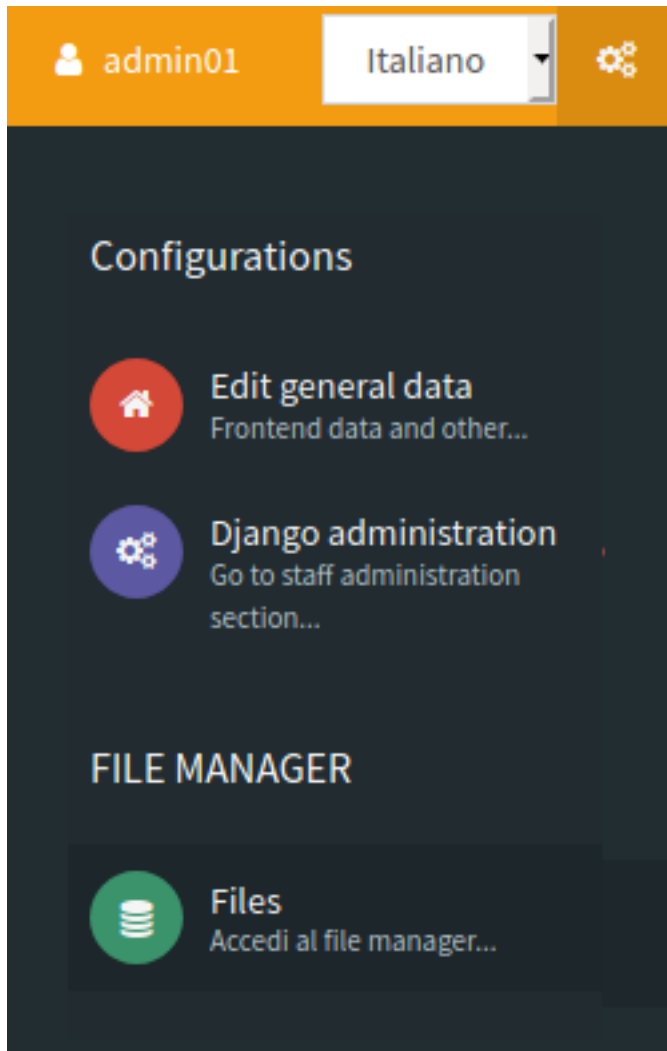 admin01 Italiano
Configurations
Edit general data
Frontend data and other...
Django administration
Go to staff administration
section...
FILE MANAGER
Files
Accedi al file manager...